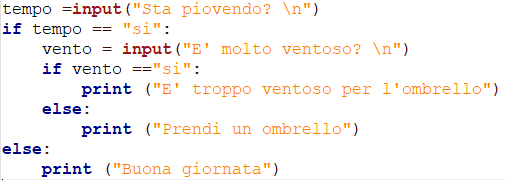 tempo =input("Sta piovendo? \n")
if tempo == "si":
    vento = input("E' molto ventoso? \n")
    if vento =="si":
        print ("E' troppo ventoso per l'ombrello")
    else:
        print ("Prendi un ombrello")
else:
    print ("Buona giornata")